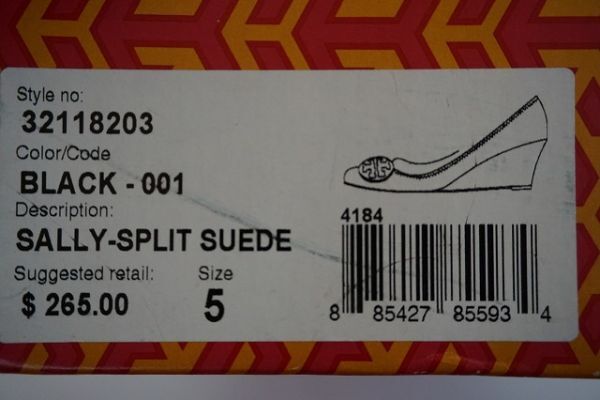 Style no:
32118203
Color/Code
BLACK - 001
Description:
SALLY-SPLIT SUEDE
Suggested retail: Size
$ 265.00 5
4184
8 85427 85593 4